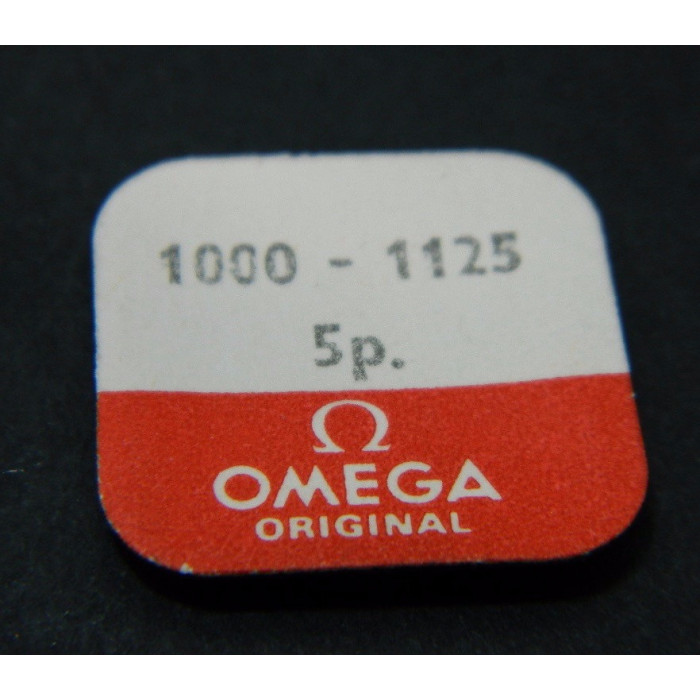 1000 - 1125
5p.
Ω
OMEGA
ORIGINAL